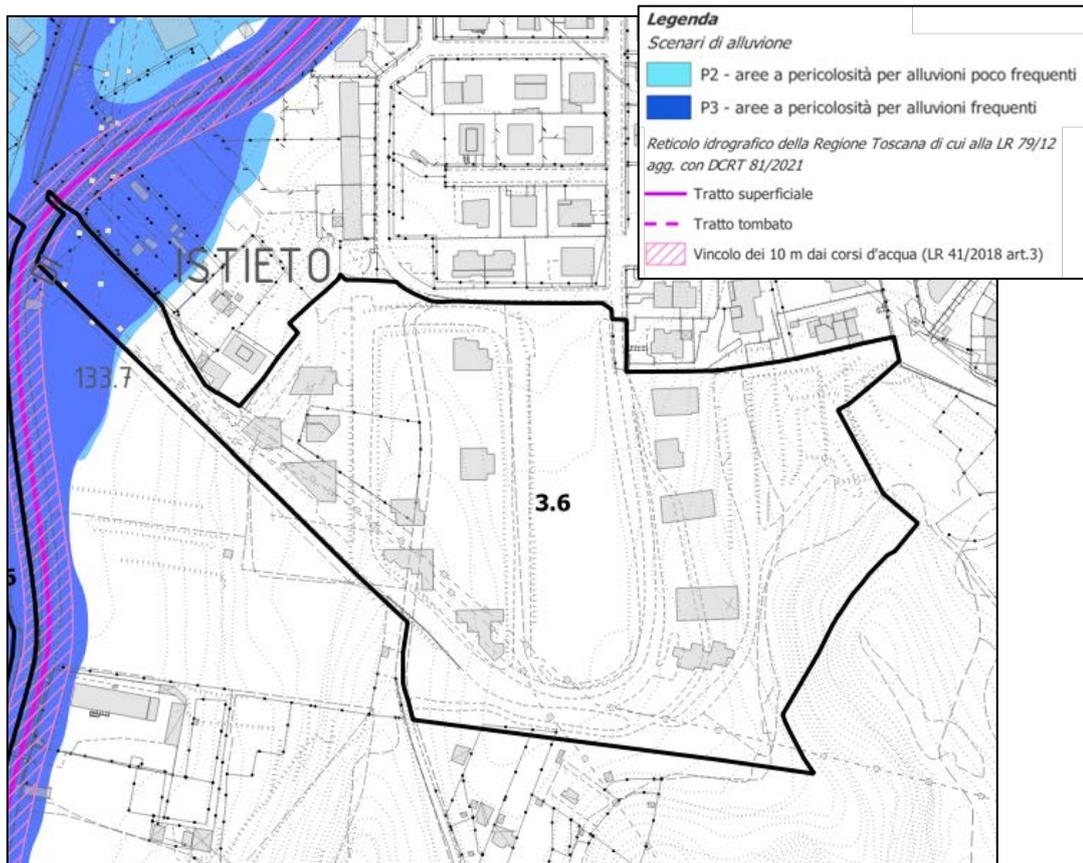 Legenda
Scenari di alluvione
P2 - aree a pericolosità per alluvioni poco frequenti
P3 - aree a pericolosità per alluvioni frequenti
Reticolo idrografico della Regione Toscana di cui alla LR 79/12
agg. con DCRT 81/2021
Tratto superficiale
Tratto tombato
Vincolo dei 10 m dai corsi d'acqua (LR 41/2018 art.3)
ISTIETO
133.7
3.6